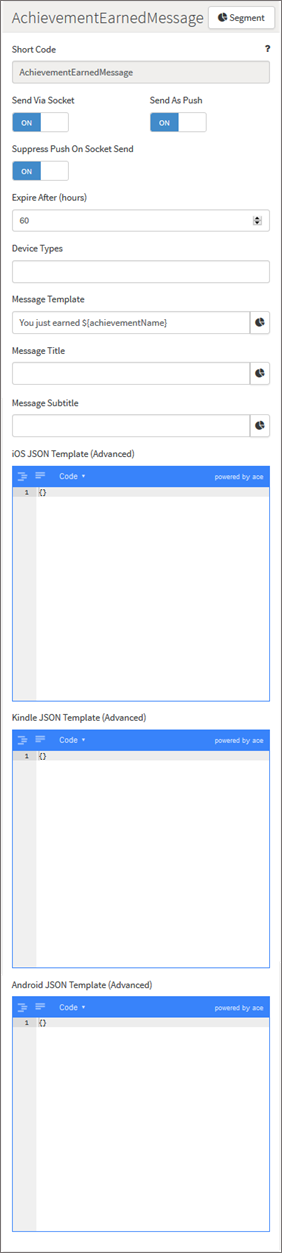 AchievementEarnedMessage Segment
Short Code ?
AchievementEarnedMessage
Send Via Socket Send As Push
ON ON
Suppress Push On Socket Send
ON
Expire After (hours)
60
Device Types
Message Template
You just earned ${achievementName}
Message Title
Message Subtitle
iOS JSON Template (Advanced)
Code powered by ace
1 {}
Kindle JSON Template (Advanced)
Code powered by ace
1 {}
Android JSON Template (Advanced)
Code powered by ace
1 {}